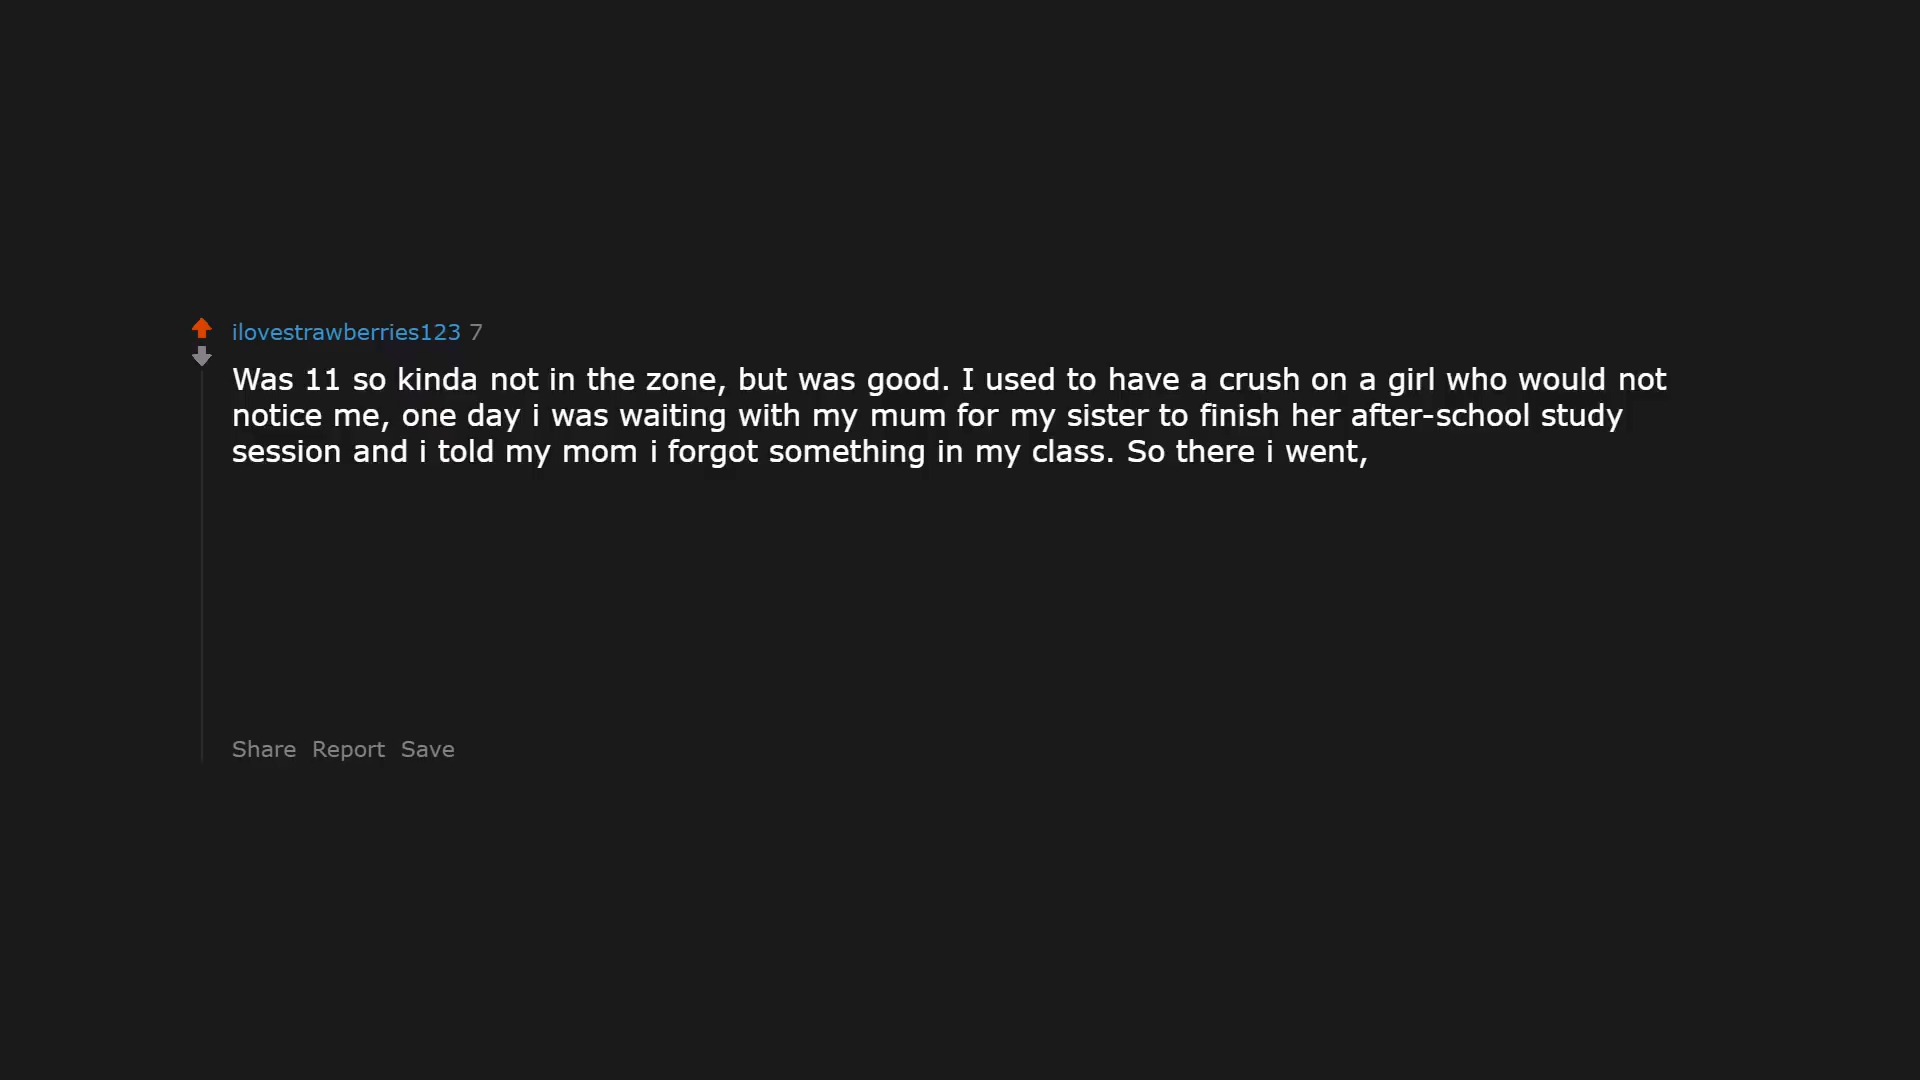 ilovestrawberries123 7
Was 11 so kinda not in the zone, but was good. I used to have a crush on a girl who would not
notice me, one day i was waiting with my mum for my sister to finish her after-school study
session and i told my mom i forgot something in my class. So there i went,
Share Report Save